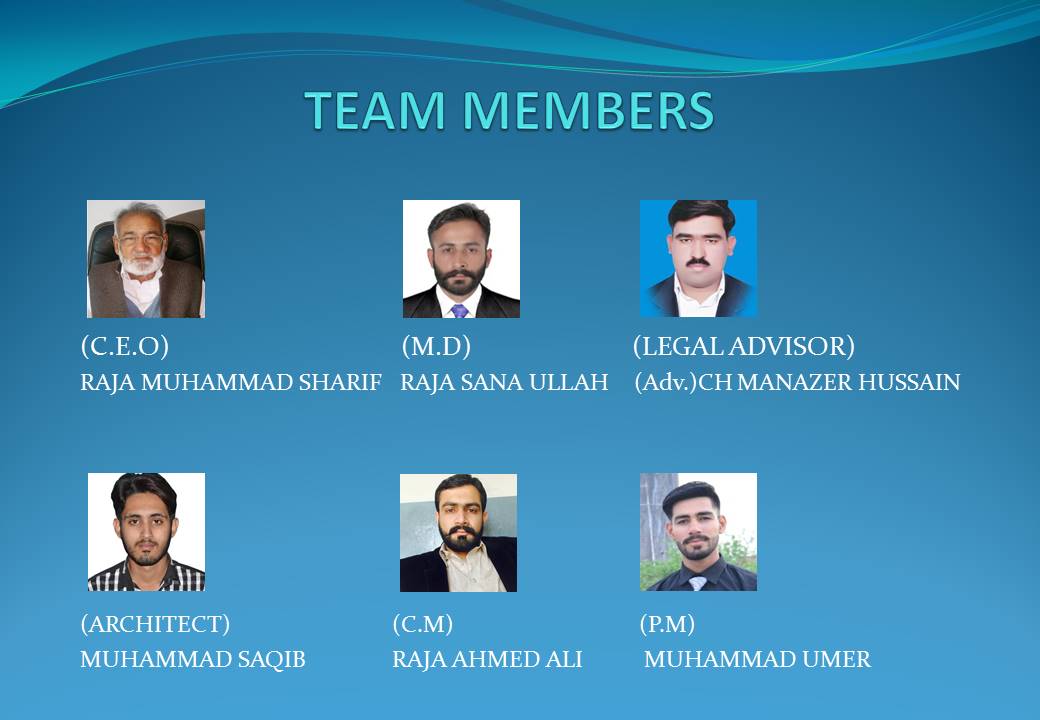 TEAM MEMBERS
(C.E.O) (M.D) (LEGAL ADVISOR)
RAJA MUHAMMAD SHARIF RAJA SANA ULLAH (Adv.)CH MANAZER HUSSAIN
(ARCHITECT) (C.M) (P.M)
MUHAMMAD SAQIB RAJA AHMED ALI MUHAMMAD UMER